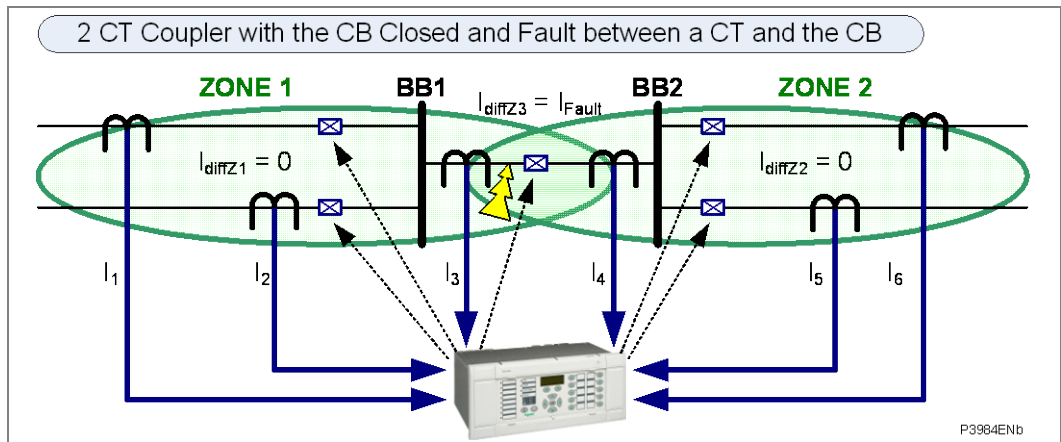 2 CT Coupler with the CB Closed and Fault between a CT and the CB
ZONE 1
BB1
IdiffZ3 = IFault
BB2
ZONE 2
IdiffZ1 = 0
IdiffZ2 = 0
I1
I2
I3
I4
I5
I6
P3984ENb